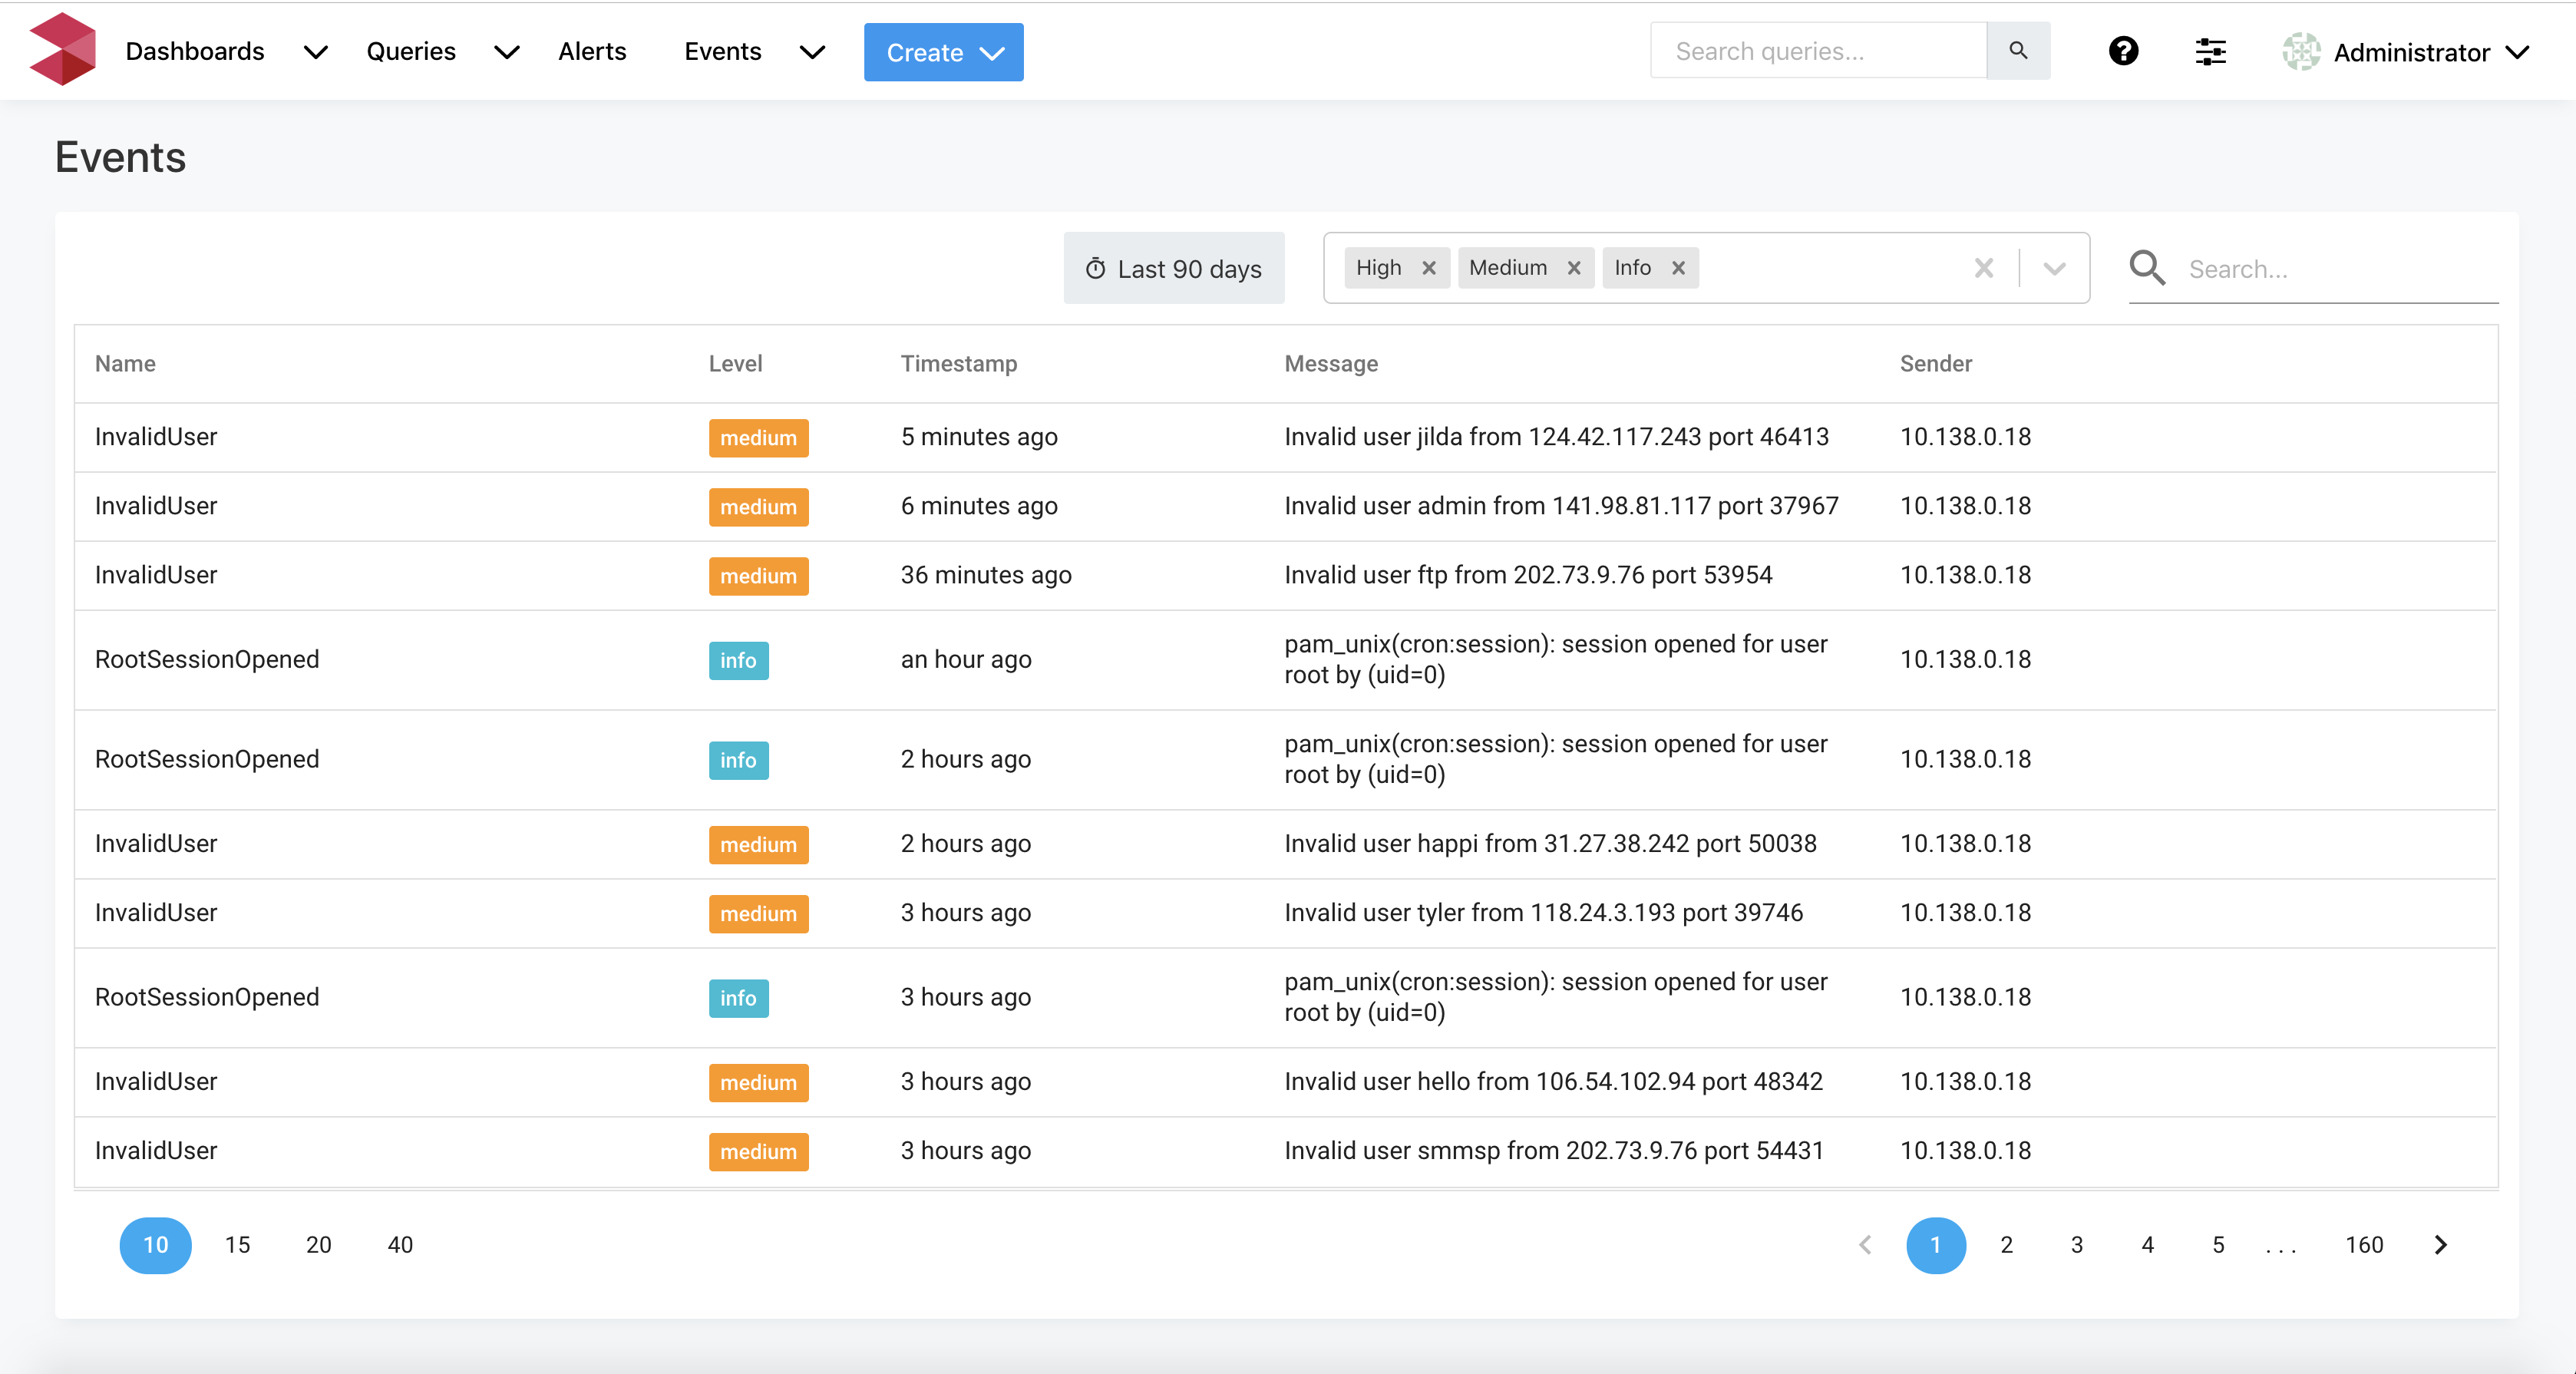 Dashboards Queries Alerts Events Create Search queries... Administrator
Events
Last 90 days High Medium Info Search...
Name Level Timestamp Message Sender
InvalidUser medium 5 minutes ago Invalid user jilda from 124.42.117.243 port 46413 10.138.0.18
InvalidUser medium 6 minutes ago Invalid user admin from 141.98.81.117 port 37967 10.138.0.18
InvalidUser medium 36 minutes ago Invalid user ftp from 202.73.9.76 port 53954 10.138.0.18
RootSessionOpened info an hour ago pam_unix(cron:session): session opened for user
root by (uid=0) 10.138.0.18
RootSessionOpened info 2 hours ago pam_unix(cron:session): session opened for user
root by (uid=0) 10.138.0.18
InvalidUser medium 2 hours ago Invalid user happi from 31.27.38.242 port 50038 10.138.0.18
InvalidUser medium 3 hours ago Invalid user tyler from 118.24.3.193 port 39746 10.138.0.18
RootSessionOpened info 3 hours ago pam_unix(cron:session): session opened for user
root by (uid=0) 10.138.0.18
InvalidUser medium 3 hours ago Invalid user hello from 106.54.102.94 port 48342 10.138.0.18
InvalidUser medium 3 hours ago Invalid user smmsp from 202.73.9.76 port 54431 10.138.0.18
10 15 20 40 1 2 3 4 5 ... 160